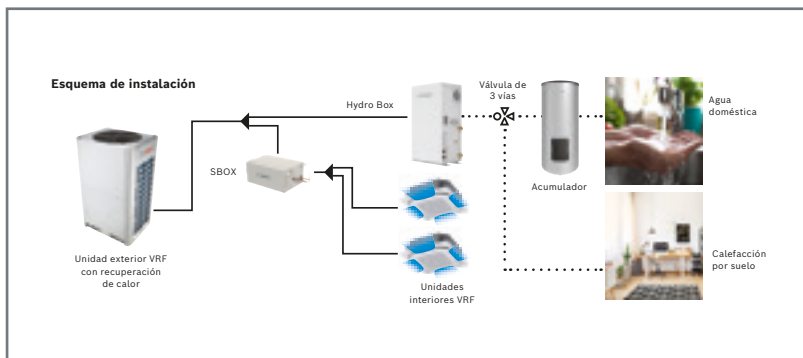 Esquema de instalación
Hydro Box
Válvula de
3 vías
Agua
doméstica
SBOX
Acumulador
Unidad exterior VRF
con recuperación
de calor
Unidades
interiores VRF
Calefacción
por suelo